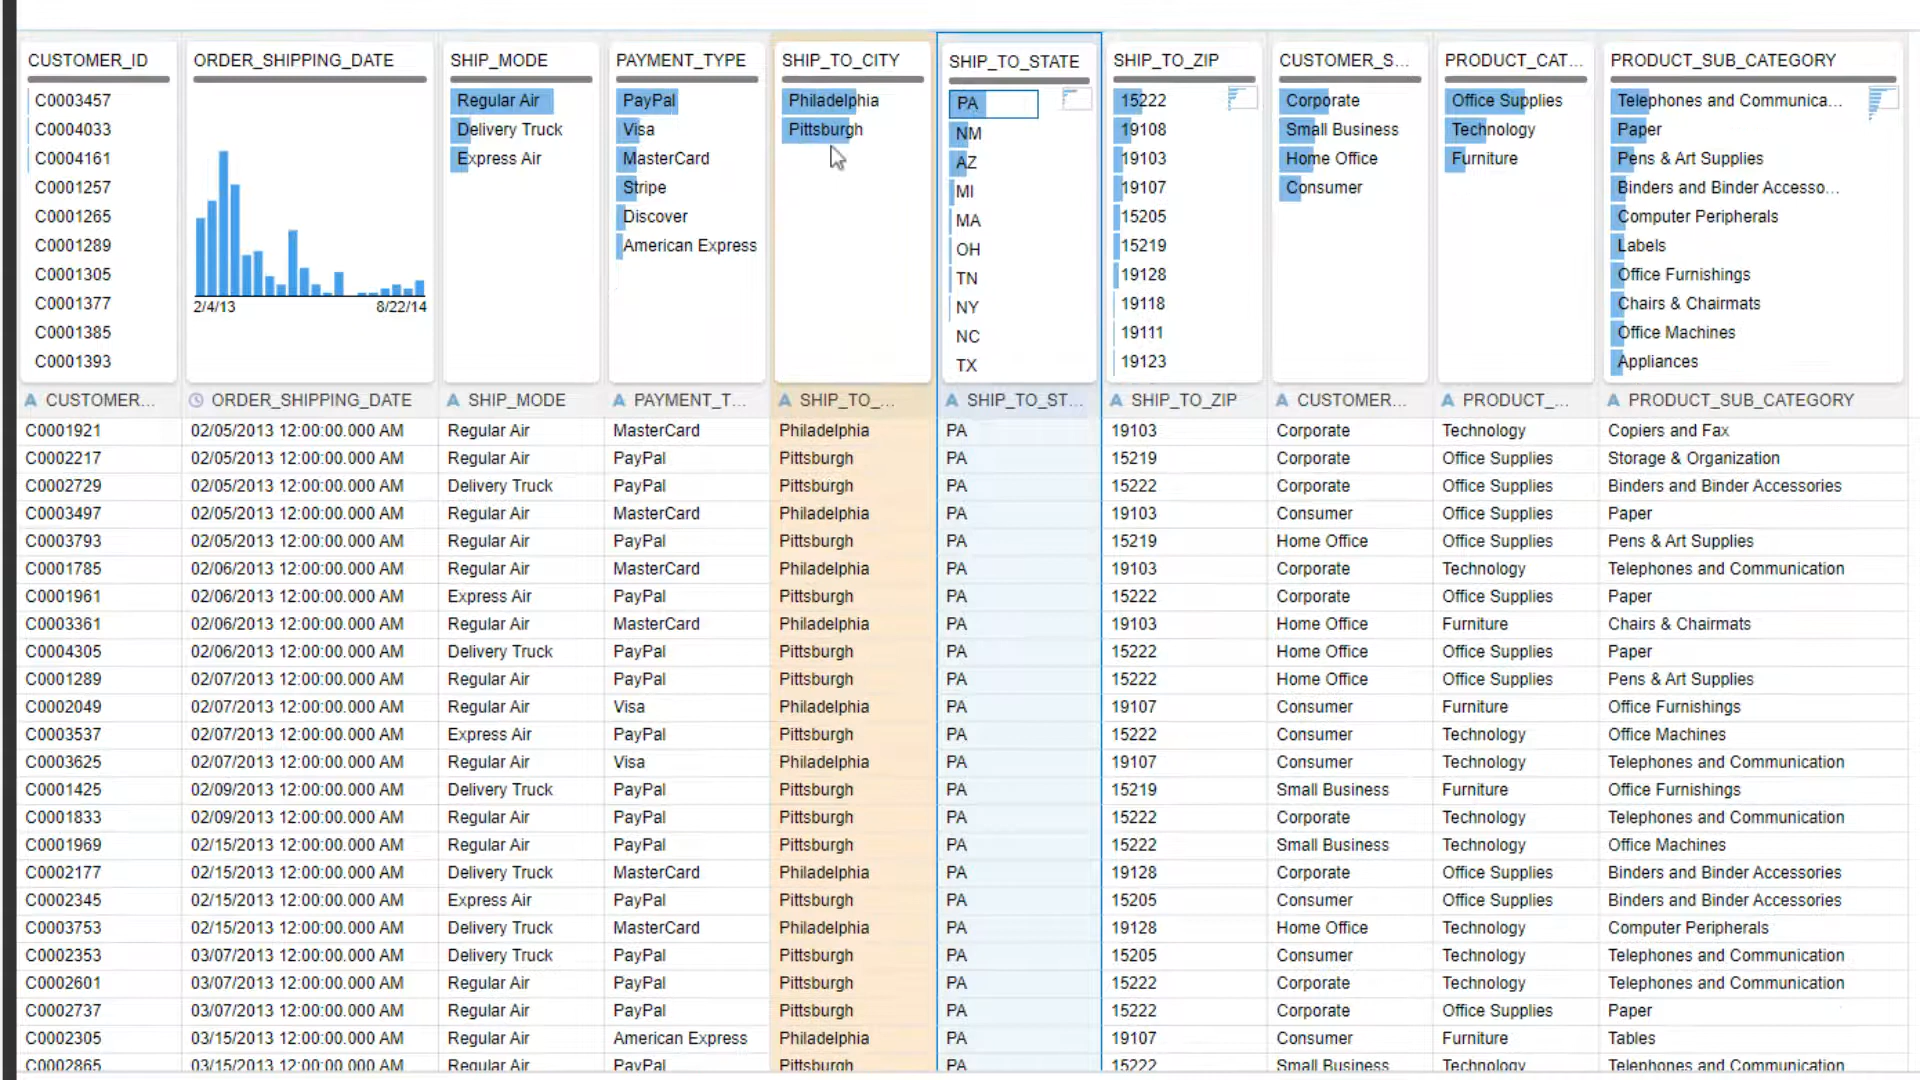 CUSTOMER_ID ORDER_SHIPPING_DATE SHIP_MODE PAYMENT_TYPE SHIP_TO_CITY SHIP_TO_STATE SHIP_TO_ZIP CUSTOMER_S... PRODUCT_CAT... PRODUCT_SUB_CATEGORY
C0003457 Regular Air PayPal Philadelphia PA 15222 Corporate Office Supplies Telephones and Communica...
C0004033 Delivery Truck Visa Pittsburgh NM 19108 Small Business Technology Paper
C0004161 Express Air MasterCard AZ 19103 Home Office Furniture Pens & Art Supplies
C0001257 Stripe MI 19107 Consumer Binders and Binder Accesso...
C0001265 Discover MA 15205 Computer Peripherals
C0001289 American Express OH 15219 Labels
C0001305 TN 19128 Office Furnishings
C0001377 2/4/13 8/22/14 NY 19118 Chairs & Chairmats
C0001385 NC 19111 Office Machines
C0001393 TX 19123 Appliances
A CUSTOMER... ORDER_SHIPPING_DATE A SHIP_MODE A PAYMENT_T... A SHIP_TO_... A SHIP_TO_ST... A SHIP_TO_ZIP A CUSTOMER... A PRODUCT_... A PRODUCT_SUB_CATEGORY
C0001921 02/05/2013 12:00:00.000 AM Regular Air MasterCard Philadelphia PA 19103 Corporate Technology Copiers and Fax
C0002217 02/05/2013 12:00:00.000 AM Regular Air PayPal Pittsburgh PA 15219 Corporate Office Supplies Storage & Organization
C0002729 02/05/2013 12:00:00.000 AM Delivery Truck PayPal Pittsburgh PA 15222 Corporate Office Supplies Binders and Binder Accessories
C0003497 02/05/2013 12:00:00.000 AM Regular Air MasterCard Philadelphia PA 19103 Consumer Office Supplies Paper
C0003793 02/05/2013 12:00:00.000 AM Regular Air PayPal Pittsburgh PA 15219 Home Office Office Supplies Pens & Art Supplies
C0001785 02/06/2013 12:00:00.000 AM Regular Air MasterCard Philadelphia PA 19103 Corporate Technology Telephones and Communication
C0001961 02/06/2013 12:00:00.000 AM Express Air PayPal Pittsburgh PA 15222 Corporate Office Supplies Paper
C0003361 02/06/2013 12:00:00.000 AM Regular Air MasterCard Philadelphia PA 19103 Home Office Furniture Chairs & Chairmats
C0004305 02/06/2013 12:00:00.000 AM Delivery Truck PayPal Pittsburgh PA 15222 Home Office Office Supplies Paper
C0001289 02/07/2013 12:00:00.000 AM Regular Air PayPal Pittsburgh PA 15222 Home Office Office Supplies Pens & Art Supplies
C0002049 02/07/2013 12:00:00.000 AM Regular Air Visa Philadelphia PA 19107 Consumer Furniture Office Furnishings
C0003537 02/07/2013 12:00:00.000 AM Express Air PayPal Pittsburgh PA 15222 Consumer Technology Office Machines
C0003625 02/07/2013 12:00:00.000 AM Regular Air Visa Philadelphia PA 19107 Consumer Technology Telephones and Communication
C0001425 02/09/2013 12:00:00.000 AM Delivery Truck PayPal Pittsburgh PA 15219 Small Business Furniture Office Furnishings
C0001833 02/09/2013 12:00:00.000 AM Regular Air PayPal Pittsburgh PA 15222 Corporate Technology Telephones and Communication
C0001969 02/15/2013 12:00:00.000 AM Regular Air PayPal Pittsburgh PA 15222 Small Business Technology Office Machines
C0002177 02/15/2013 12:00:00.000 AM Delivery Truck MasterCard Philadelphia PA 19128 Corporate Office Supplies Binders and Binder Accessories
C0002345 02/15/2013 12:00:00.000 AM Express Air PayPal Pittsburgh PA 15205 Consumer Office Supplies Binders and Binder Accessories
C0003753 02/15/2013 12:00:00.000 AM Delivery Truck MasterCard Philadelphia PA 19128 Home Office Technology Computer Peripherals
C0002353 03/07/2013 12:00:00.000 AM Delivery Truck PayPal Pittsburgh PA 15205 Consumer Technology Telephones and Communication
C0002601 03/07/2013 12:00:00.000 AM Regular Air PayPal Pittsburgh PA 15222 Corporate Technology Telephones and Communication
C0002737 03/07/2013 12:00:00.000 AM Regular Air PayPal Pittsburgh PA 15222 Corporate Office Supplies Paper
C0002305 03/15/2013 12:00:00.000 AM Regular Air American Express Philadelphia PA 19107 Consumer Furniture Tables
C0002865 03/15/2013 12:00:00.000 AM Regular Air PayPal Pittsburgh PA 15222 Small Business Technology Telephones and Communication